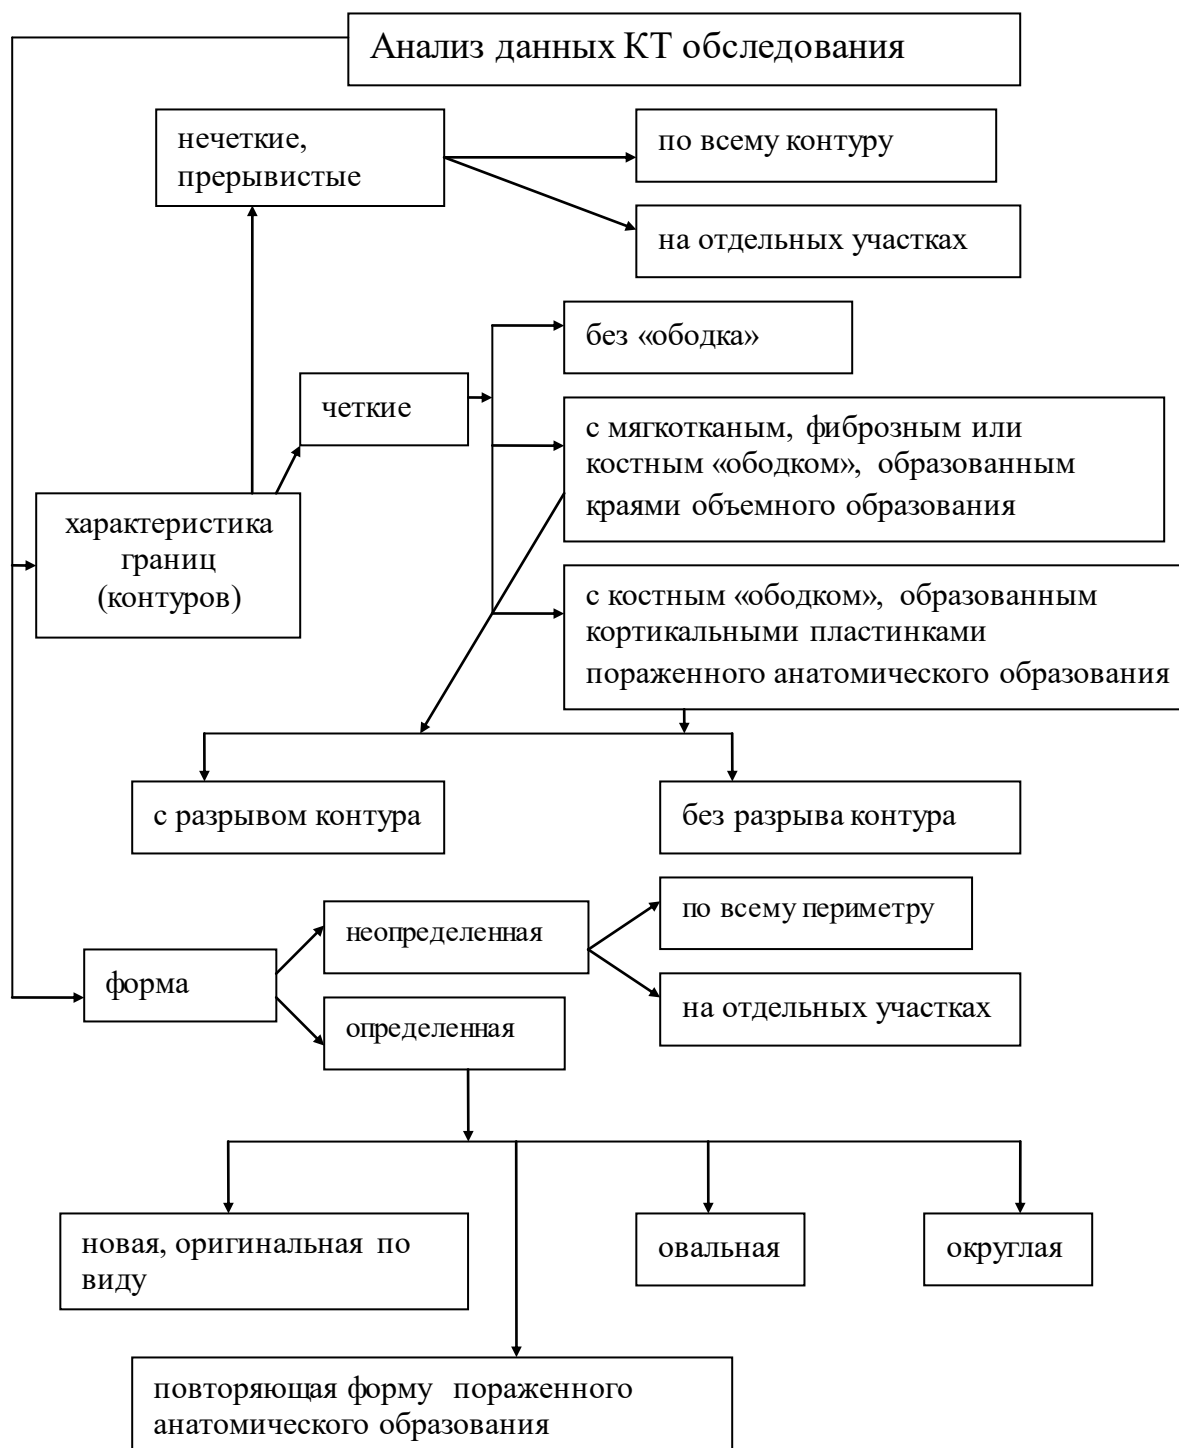 Анализ данных КТ обследования
нечеткие,
прерывистые
по всему контуру
на отдельных участках
без «ободка»
четкие
с мягкотканым, фиброзным или
костным «ободком», образованным
краями объемного образования
характеристика
границ
(контуров)
с костным «ободком», образованным
кортикальными пластинками
пораженного анатомического образования
с разрывом контура
без разрыва контура
по всему периметру
неопределенная
форма
на отдельных участках
определенная
новая, оригинальная по
виду
овальная
округлая
повторяющая форму пораженного
анатомического образования